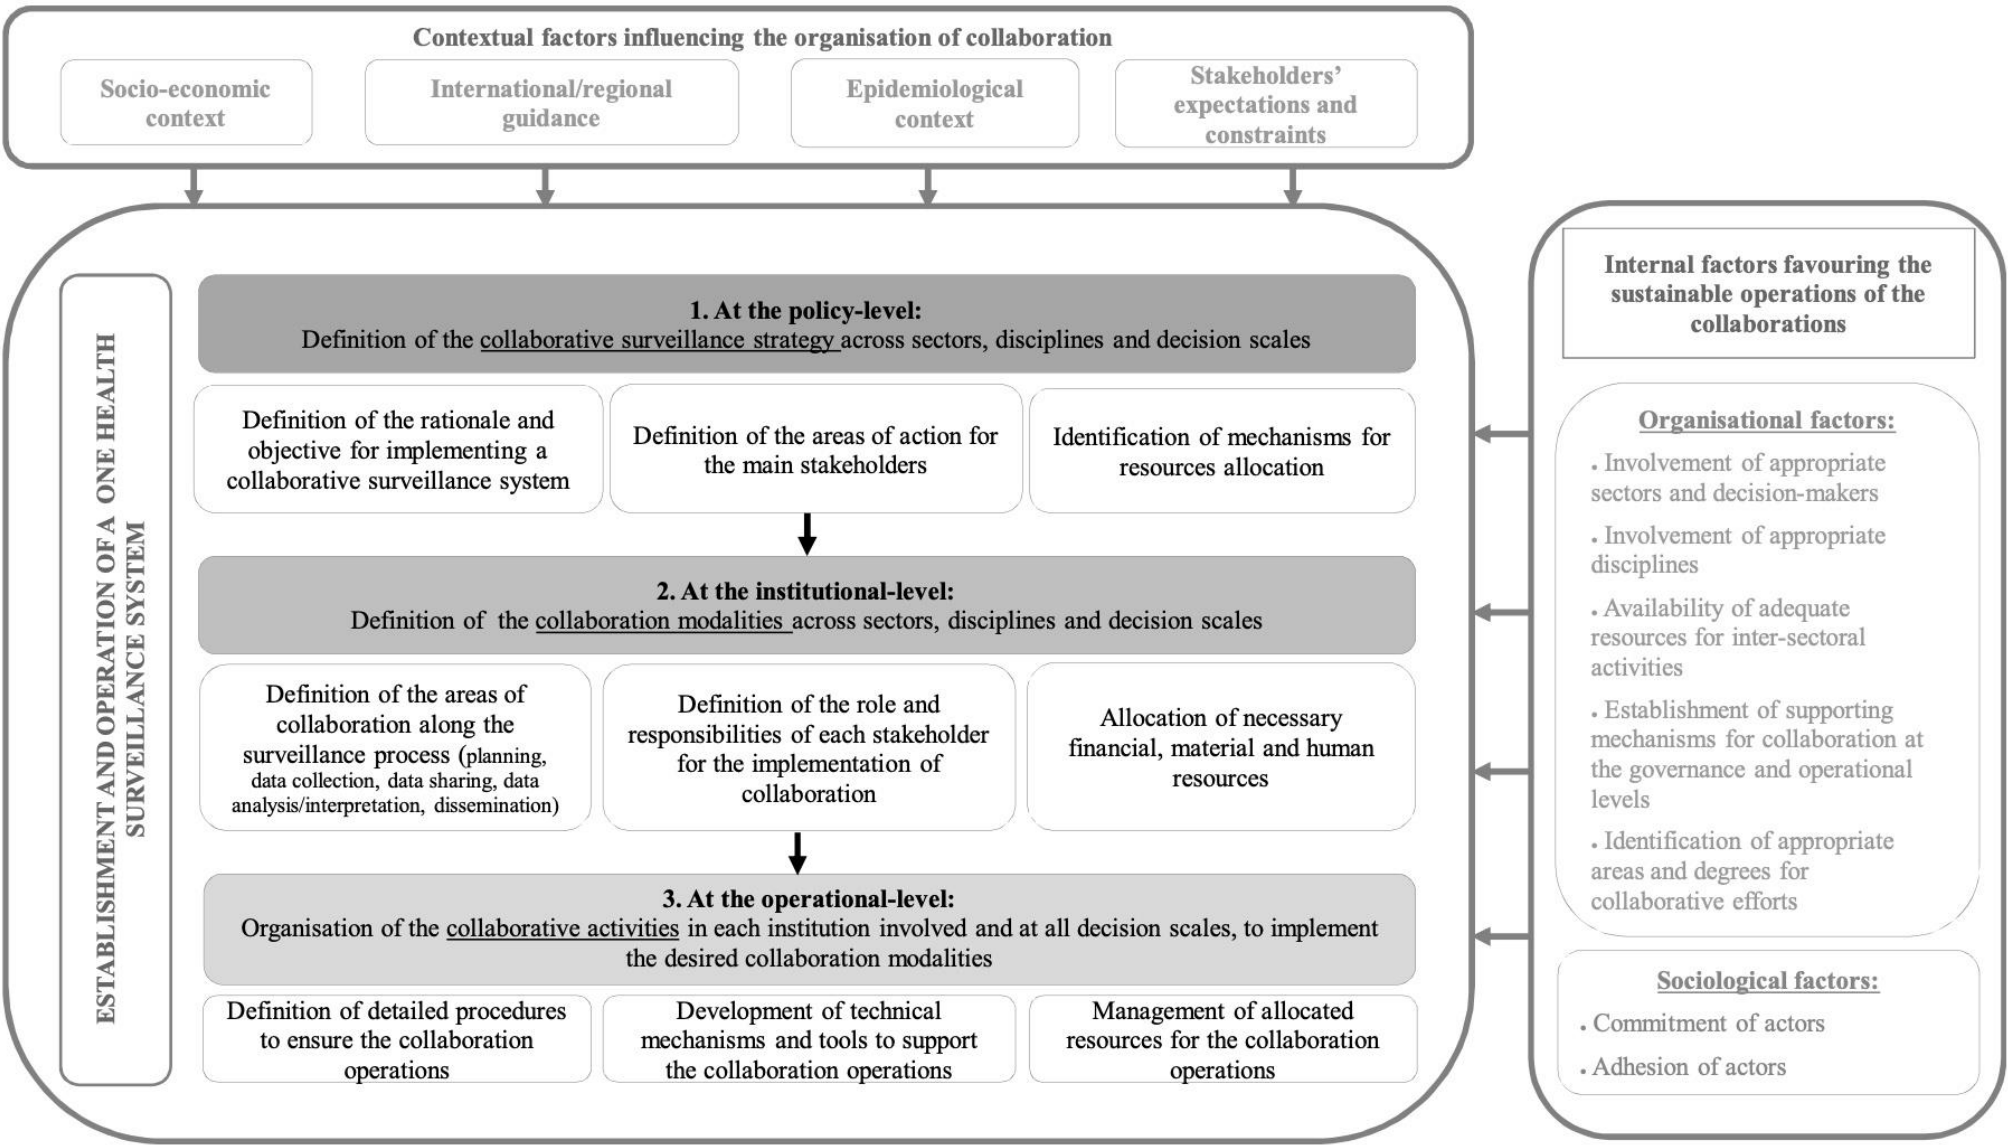 Contextual factors influencing the organisation of collaboration
Socio-economic
context
International/regional
guidance
Epidemiological
context
Stakeholders’
expectations and
constraints
ESTABLISHMENT AND OPERATION OF A ONE HEALTH
SURVEILLANCE SYSTEM
1. At the policy-level:
Definition of the collaborative surveillance strategy across sectors, disciplines and decision scales
Definition of the rationale and
objective for implementing a
collaborative surveillance system
Definition of the areas of action for
the main stakeholders
Identification of mechanisms for
resources allocation
2. At the institutional-level:
Definition of the collaboration modalities across sectors, disciplines and decision scales
Definition of the areas of
collaboration along the
surveillance process (planning,
data collection, data sharing, data
analysis/interpretation, dissemination)
Definition of the role and
responsibilities of each stakeholder
for the implementation of
collaboration
Allocation of necessary
financial, material and human
resources
3. At the operational-level:
Organisation of the collaborative activities in each institution involved and at all decision scales, to implement
the desired collaboration modalities
Definition of detailed procedures
to ensure the collaboration
operations
Development of technical
mechanisms and tools to support
the collaboration operations
Management of allocated
resources for the collaboration
operations
Internal factors favouring the
sustainable operations of the
collaborations
Organisational factors:
. Involvement of appropriate
sectors and decision-makers
. Involvement of appropriate
disciplines
. Availability of adequate
resources for inter-sectoral
activities
. Establishment of supporting
mechanisms for collaboration at
the governance and operational
levels
. Identification of appropriate
areas and degrees for
collaborative efforts
Sociological factors:
. Commitment of actors
. Adhesion of actors